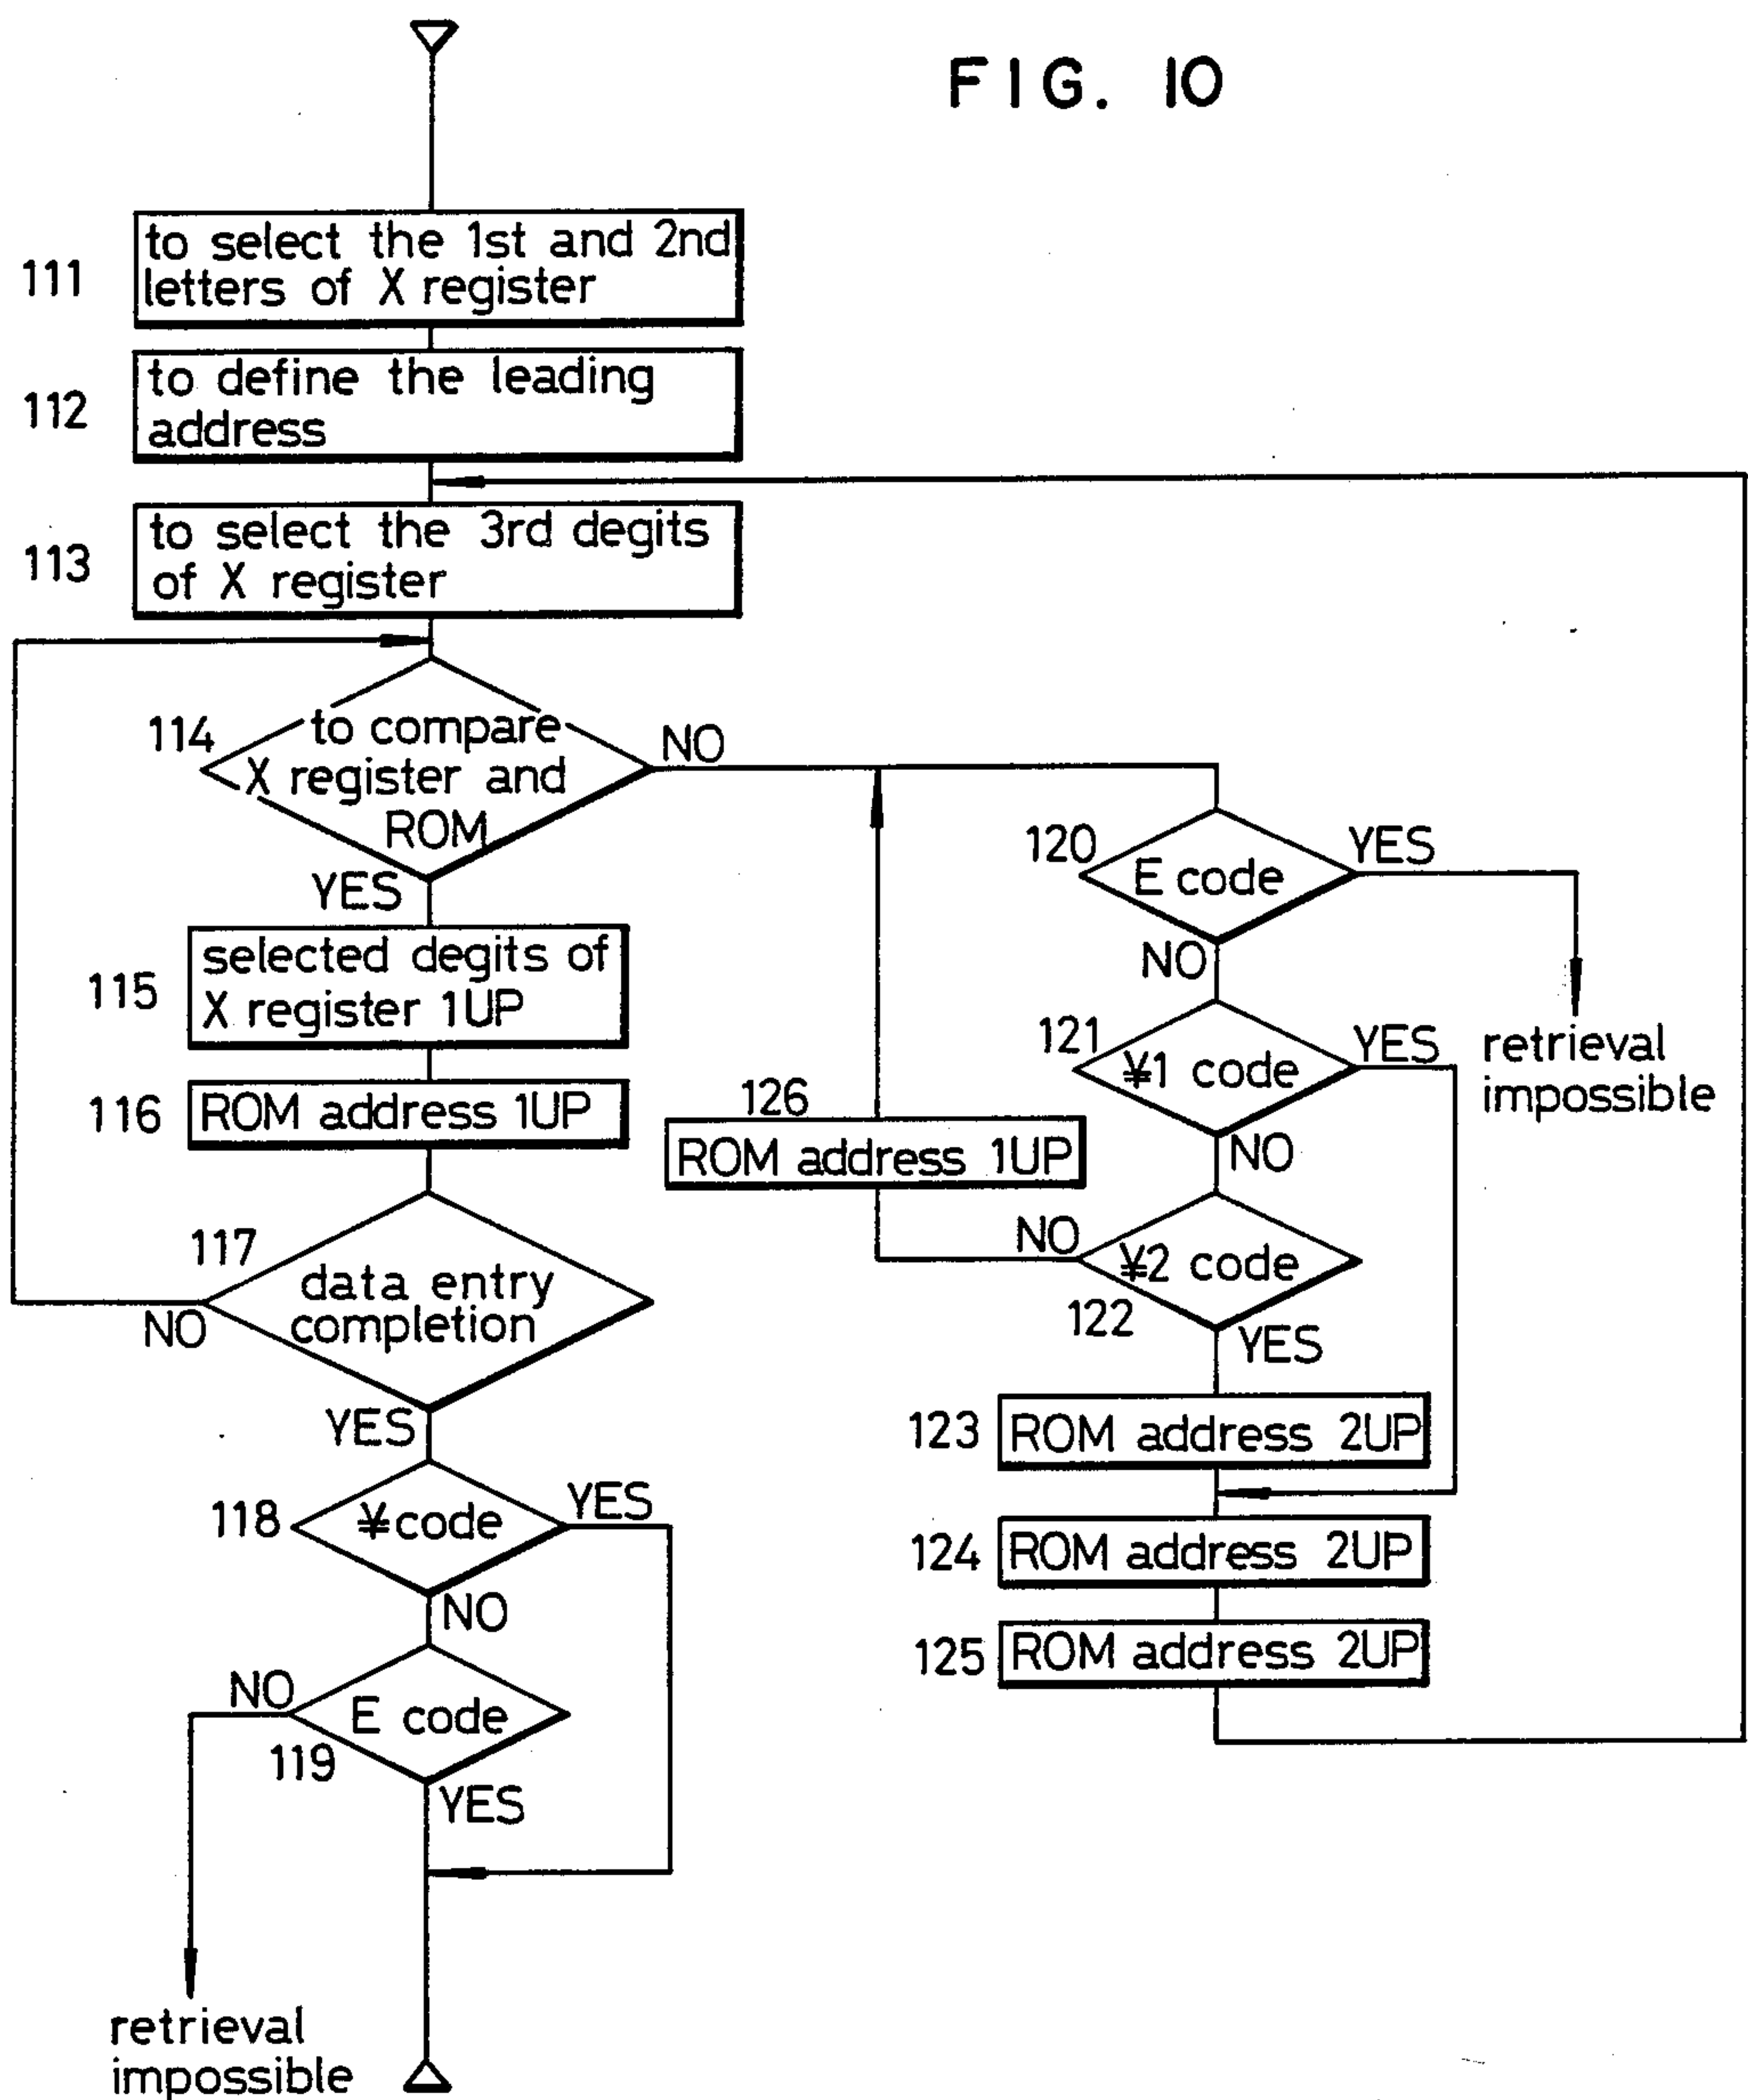 FIG. 10
111
to select the 1st and 2nd
letters of X register
112
to define the leading
address
113
to select the 3rd degits
of X register
114
to compare
X register and
ROM
NO
YES
115
selected degits of
X register 1UP
116
ROM address 1UP
117
data entry
completion
NO
YES
118
¥code
YES
NO
119
E code
NO
YES
retrieval
impossible
120
E code
YES
NO
retrieval
impossible
121
¥1 code
YES
NO
126
ROM address 1UP
122
¥2 code
NO
YES
123
ROM address 2UP
124
ROM address 2UP
125
ROM address 2UP